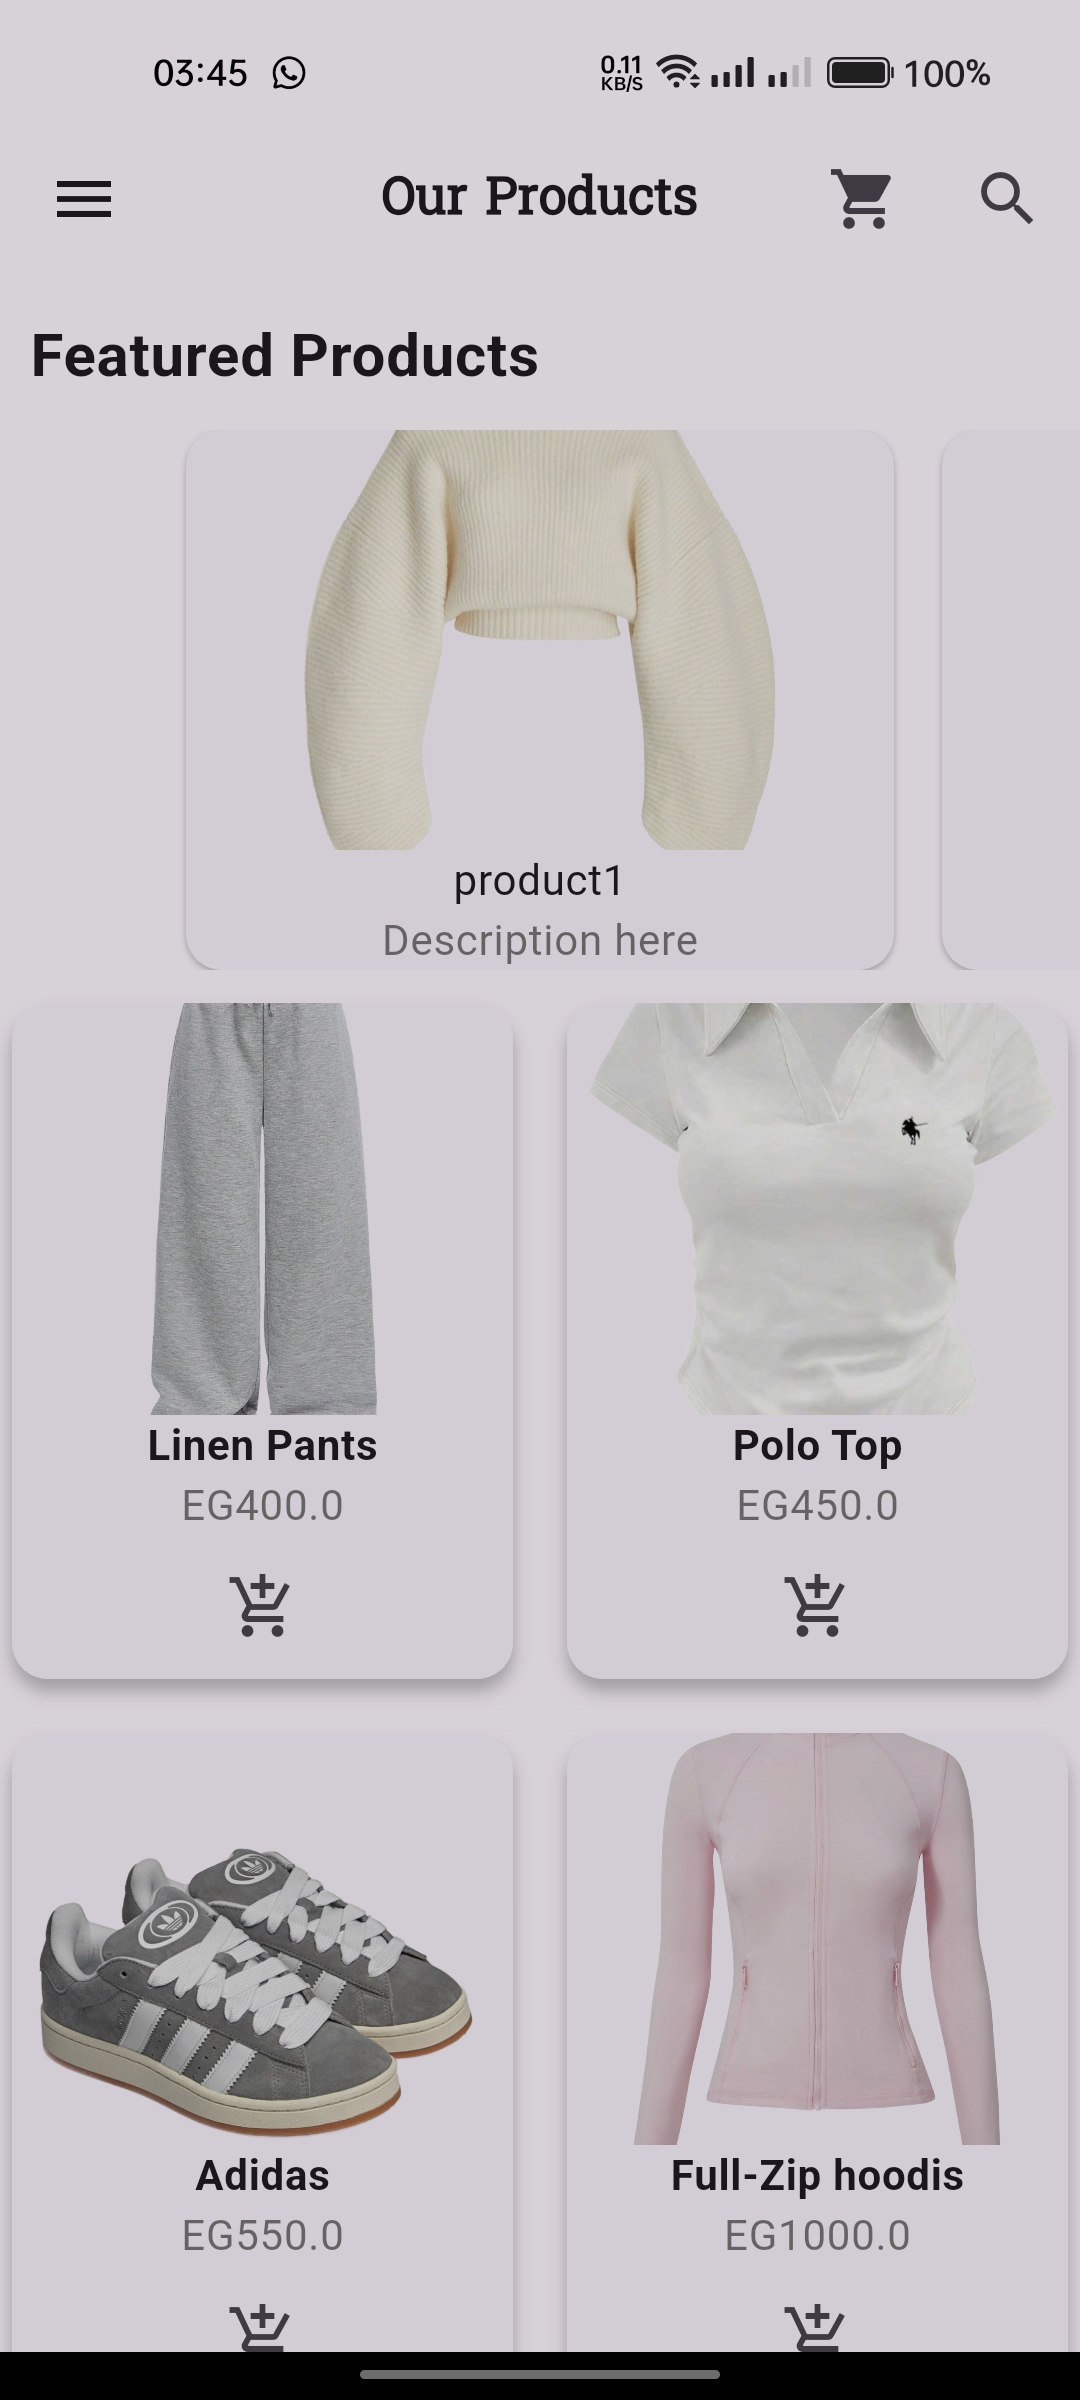 03:45 0.11 KB/S 100%
Our Products
Featured Products
product1
Description here
Linen Pants Polo Top
EG400.0 EG450.0
Adidas Full-Zip hoodis
EG550.0 EG1000.0